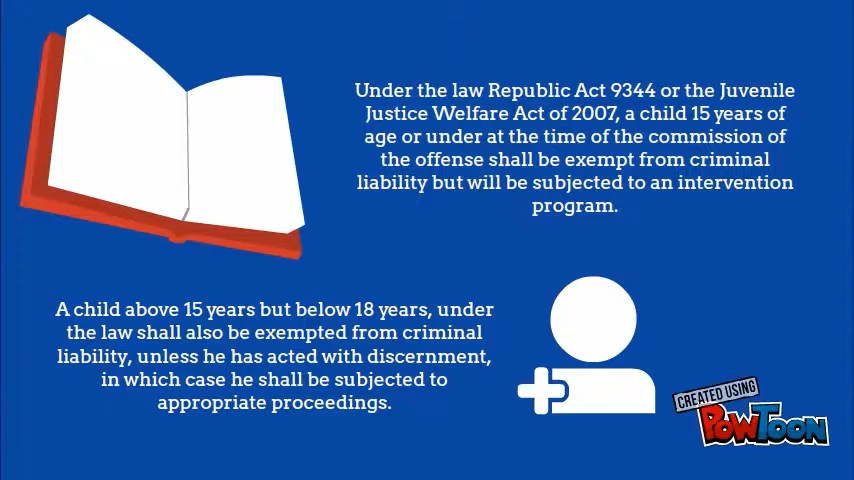 Under the law Republic Act 9344 or the Juvenile
Justice Welfare Act of 2007, a child 15 years of
age or under at the time of the commission of
the offense shall be exempt from criminal
liability but will be subjected to an intervention
program.
A child above 15 years but below 18 years, under
the law shall also be exempted from criminal
liability, unless he has acted with discernment,
in which case he shall be subjected to
appropriate proceedings.
CREATED USING
POWTOON